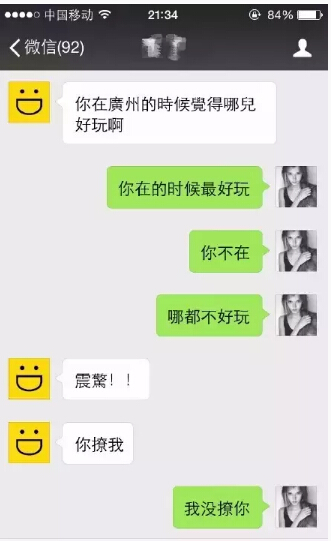 中国移动 21:34 84%
微信(92)
你在廣州的時候覺得哪兒
好玩啊
你在的时候最好玩
你不在
哪都不好玩
震驚！！
你撩我
我没撩你